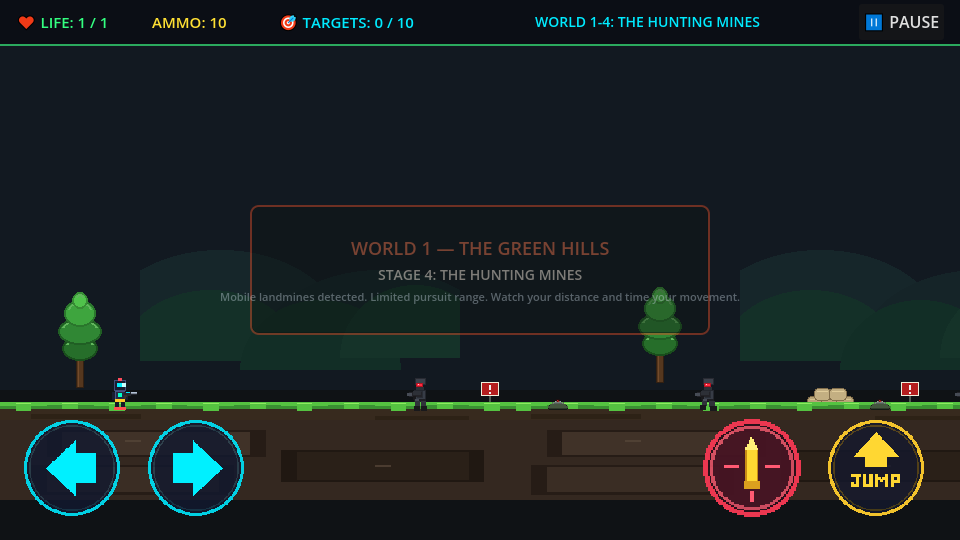 LIFE: 1 / 1
AMMO: 10
TARGETS: 0 / 10
WORLD 1-4: THE HUNTING MINES
PAUSE
WORLD 1 — THE GREEN HILLS
STAGE 4: THE HUNTING MINES
Mobile landmines detected. Limited pursuit range. Watch your distance and time your movement.
!
!
JUMP